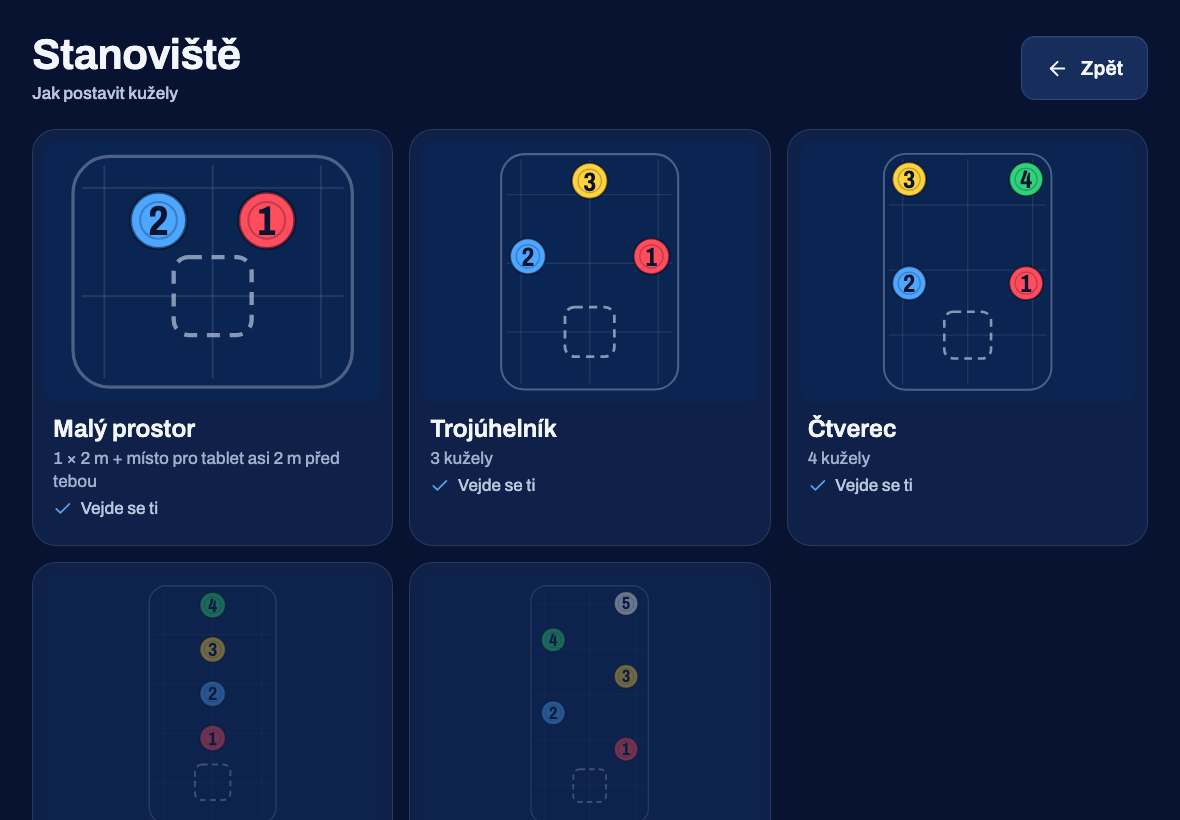 Stanoviště
Jak postavit kužely
Zpět
2 1
Malý prostor
1 × 2 m + místo pro tablet asi 2 m před
tebou
Vejde se ti
3
2 1
Trojúhelník
3 kužely
Vejde se ti
3 4
2 1
Čtverec
4 kužely
Vejde se ti
4
3
2
1
5
4
3
2
1